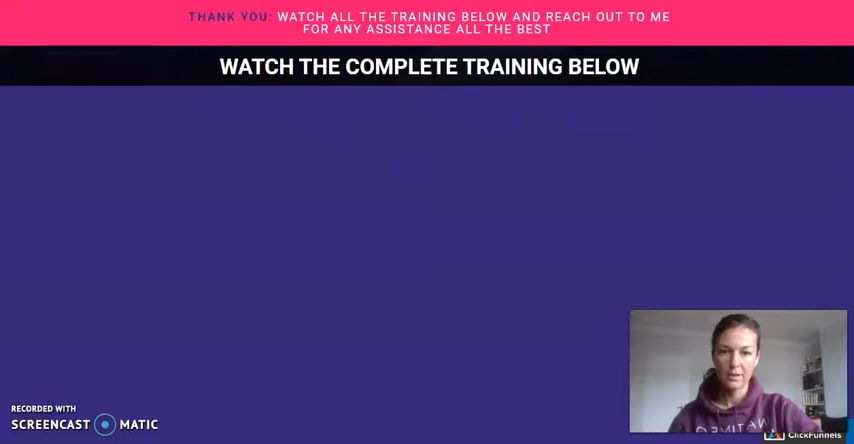 THANK YOU: WATCH ALL THE TRAINING BELOW AND REACH OUT TO ME
FOR ANY ASSISTANCE ALL THE BEST
WATCH THE COMPLETE TRAINING BELOW
RECORDED WITH
SCREENCAST MATIC
ClickFunnels